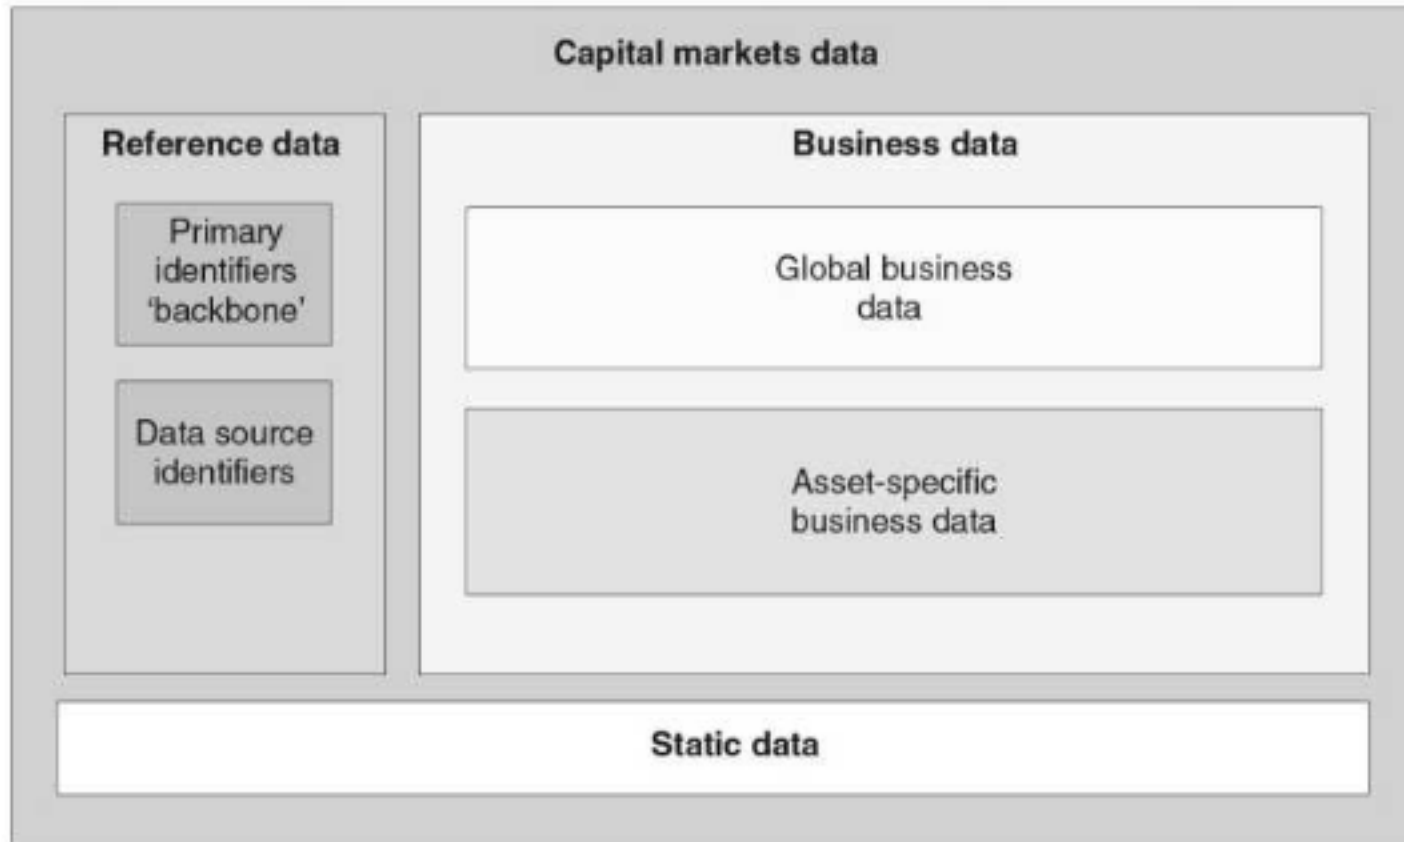 Capital markets data
Reference data
Primary
identifiers
‘backbone’
Data source
identifiers
Business data
Global business
data
Asset-specific
business data
Static data